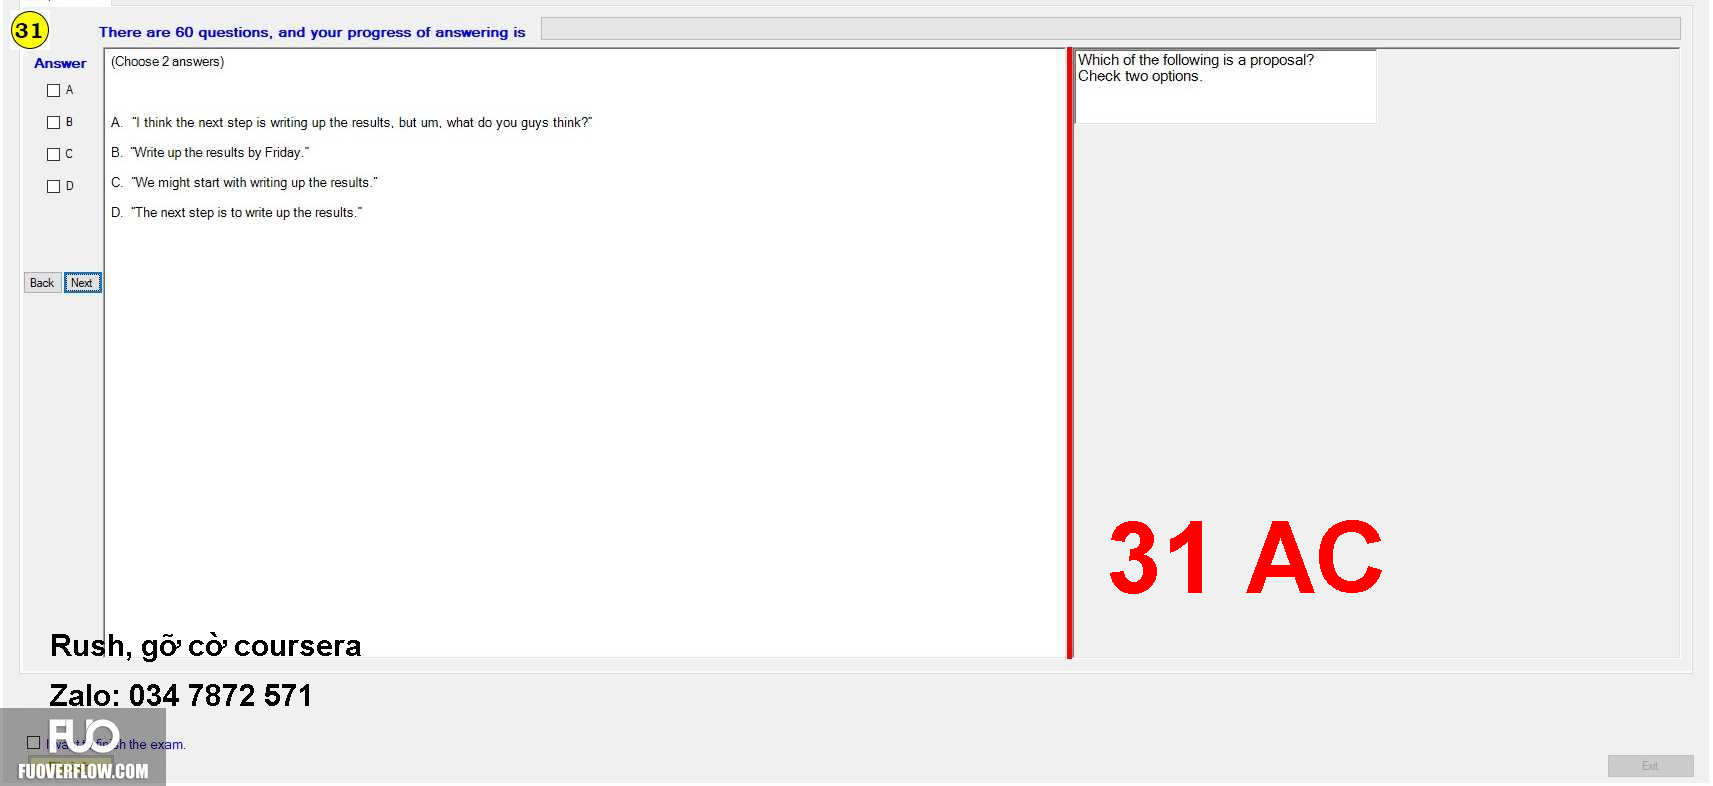 31
There are 60 questions, and your progress of answering is
Answer
(Choose 2 answers)
Which of the following is a proposal?
Check two options.
A
B
C
D
A. "I think the next step is writing up the results, but um, what do you guys think?"
B. "Write up the results by Friday."
C. "We might start with writing up the results."
D. "The next step is to write up the results."
Back
Next
31 AC
Rush, gỡ cờ coursera
Zalo: 034 7872 571
I want to finish the exam.
FUO
FUOVERFLOW.COM
Exit